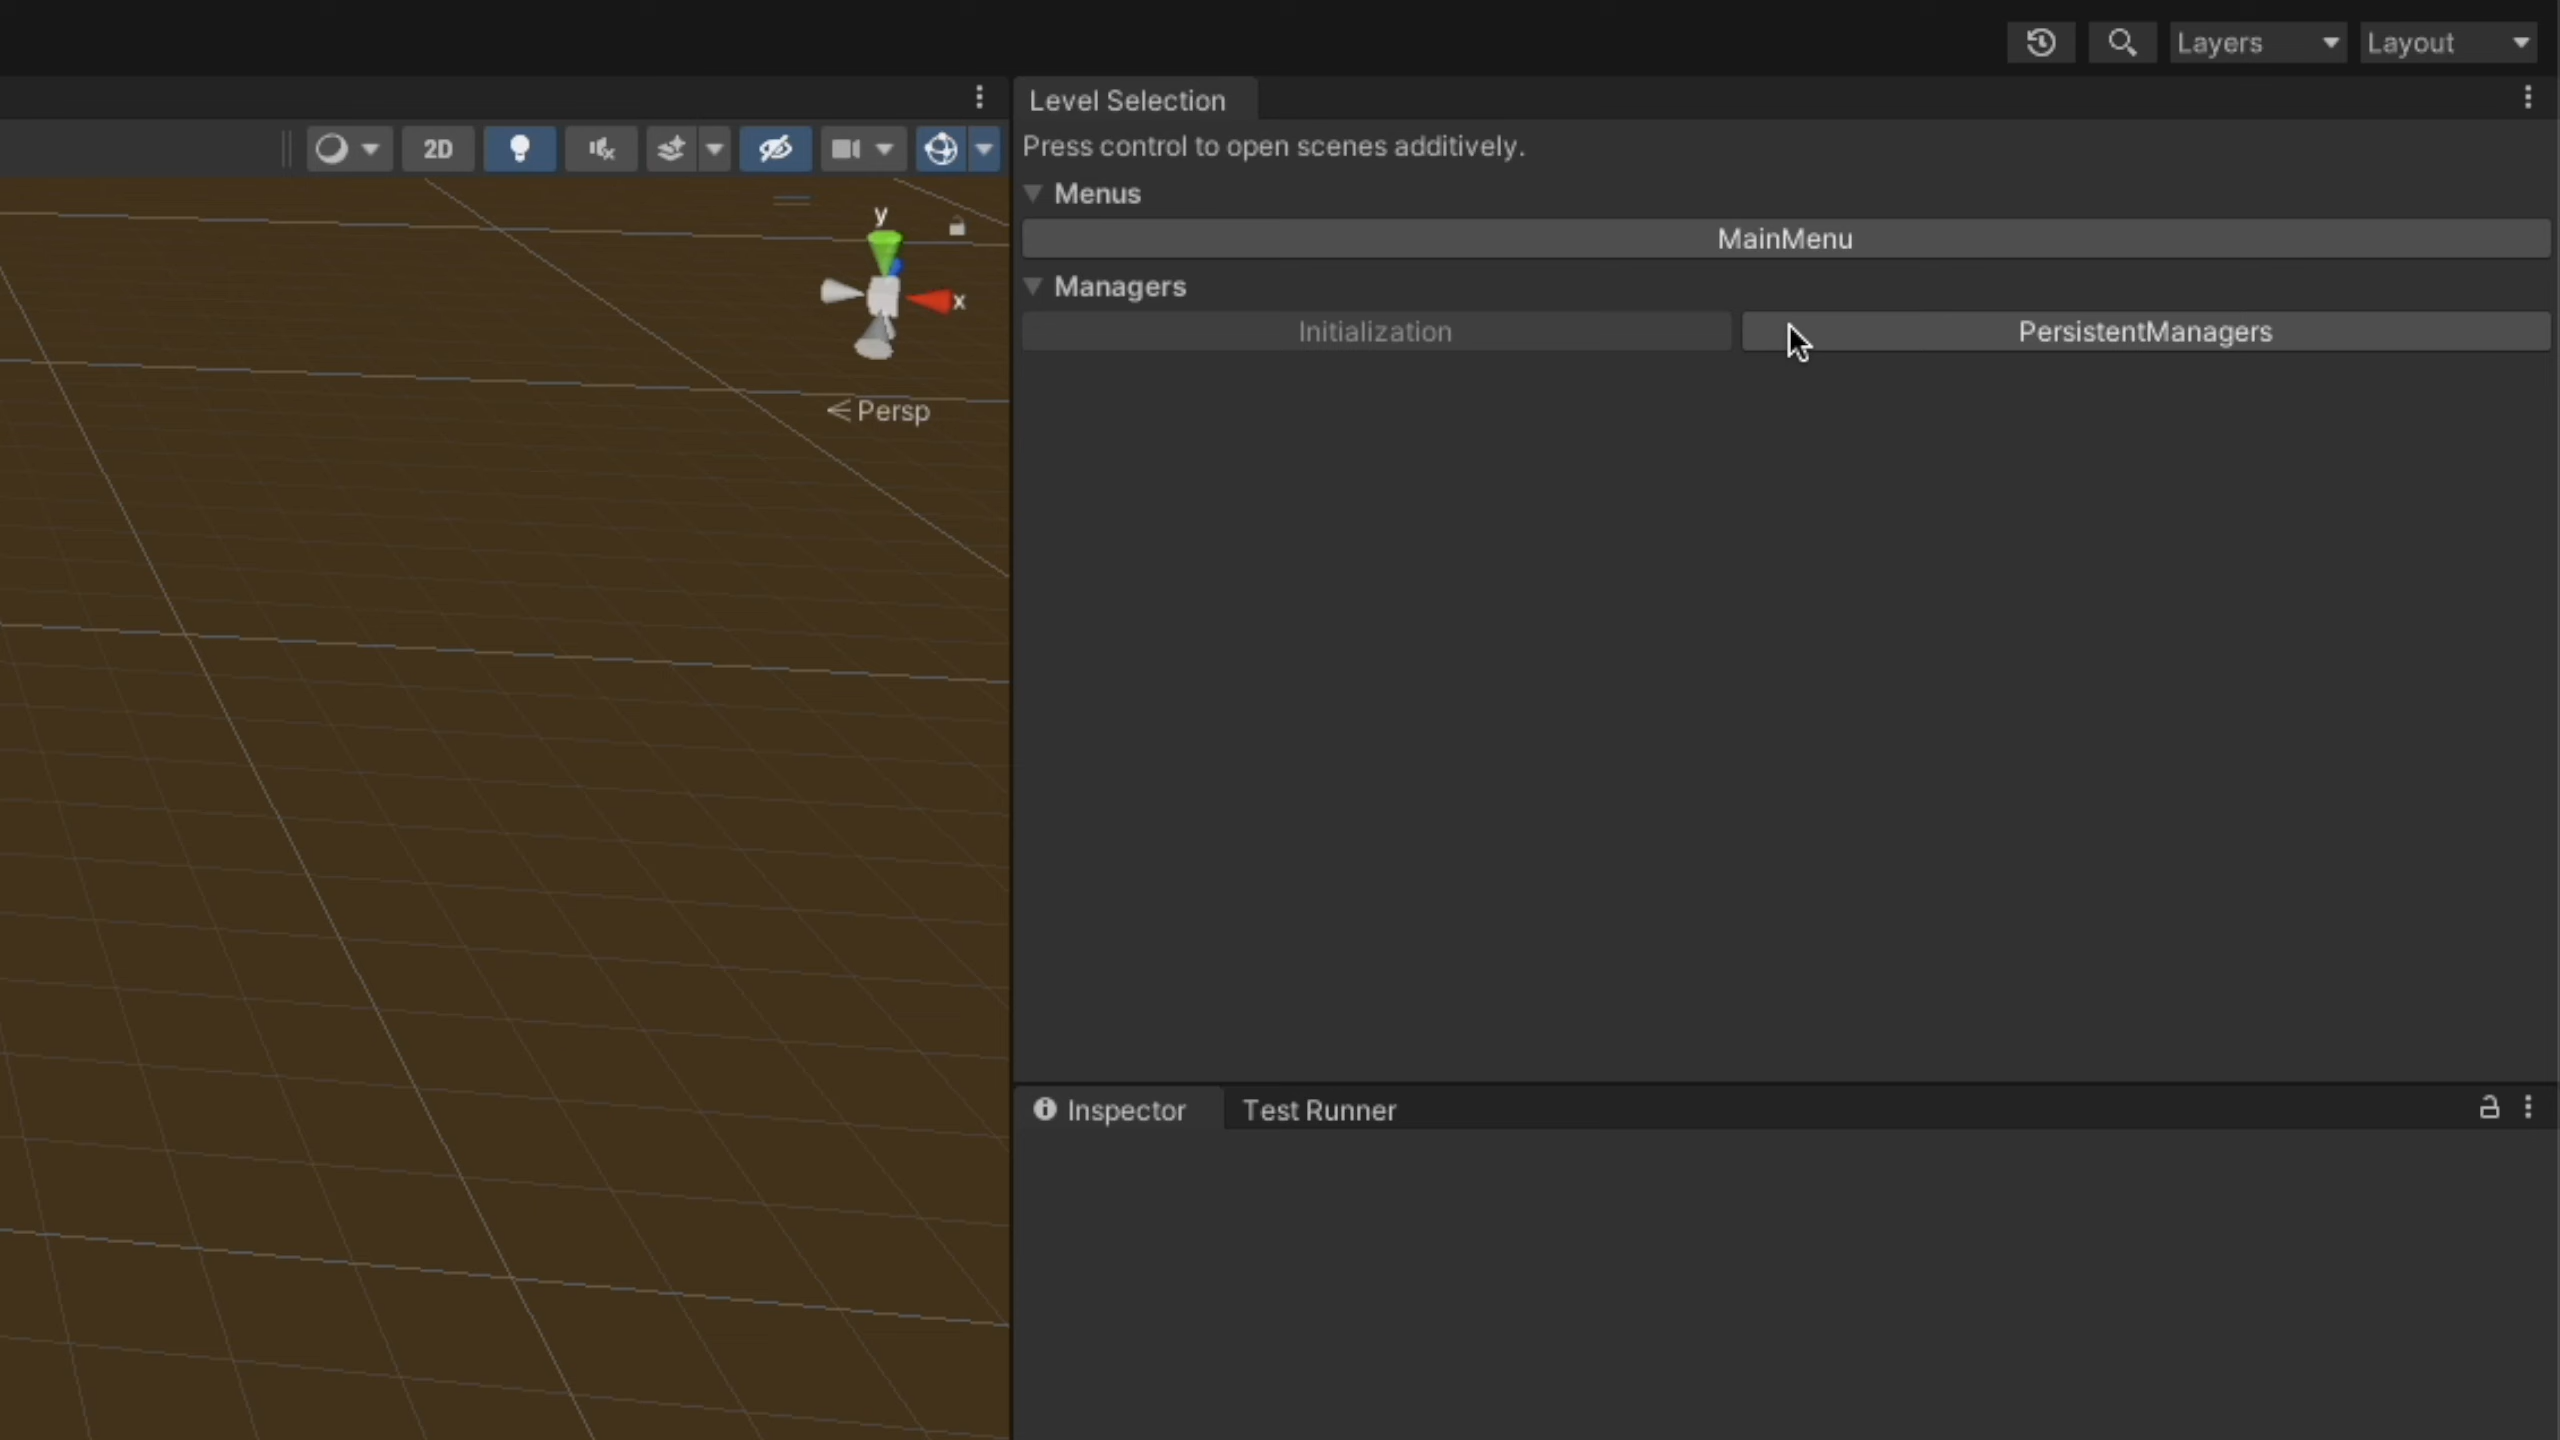 Layers
Layout
Level Selection
2D
Press control to open scenes additively.
Menus
MainMenu
Managers
Initialization
PersistentManagers
y
x
Persp
Inspector
Test Runner